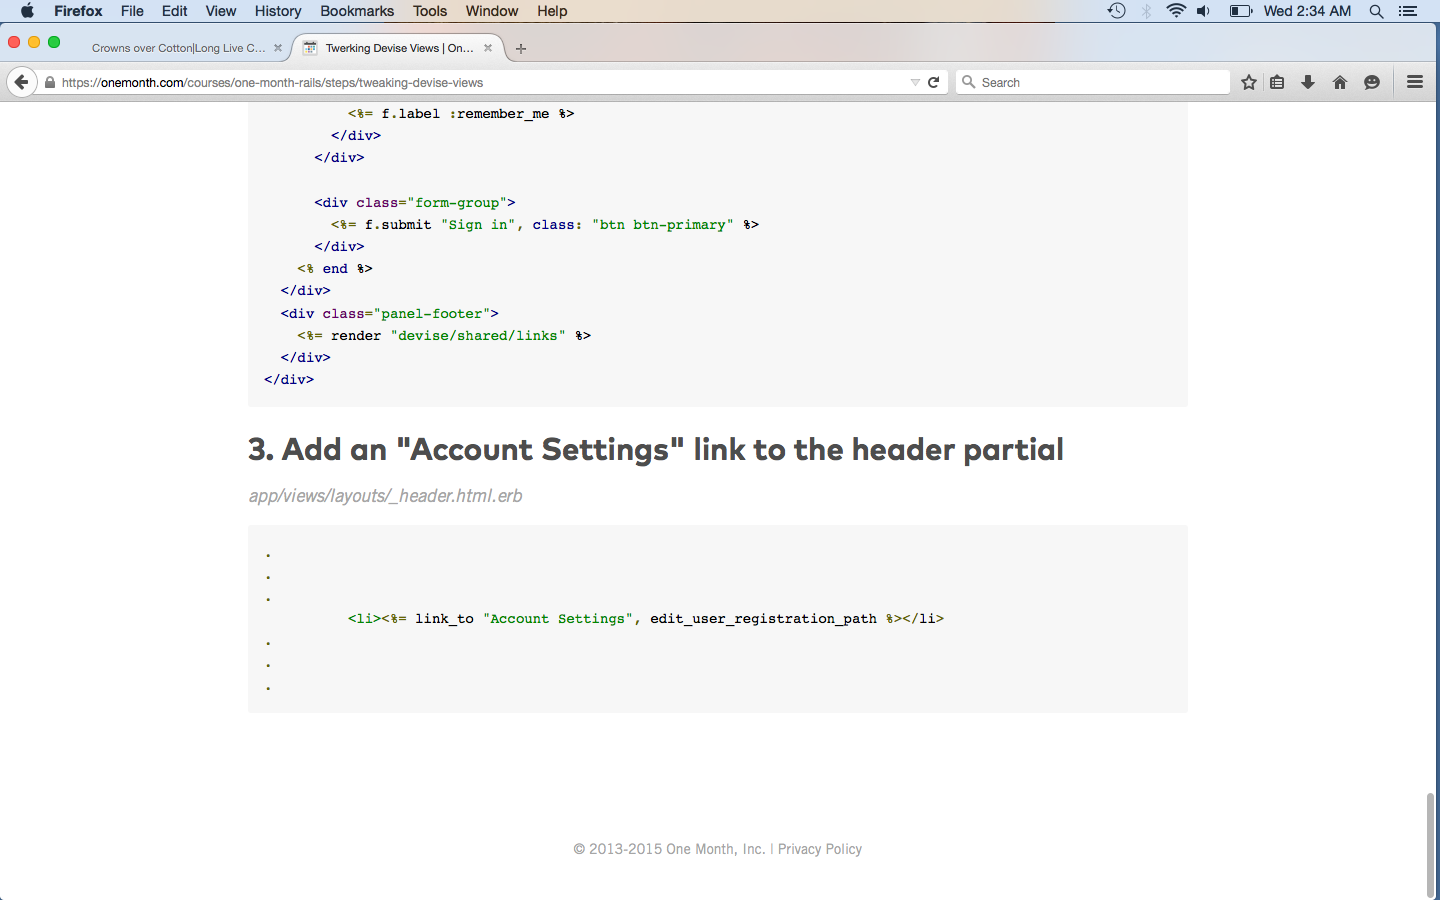 Firefox File Edit View History Bookmarks Tools Window Help Wed 2:34 AM
Crowns over Cotton|Long Live C... Twerking Devise Views | On...
https://onemonth.com/courses/one-month-rails/steps/tweaking-devise-views Search
<%= f.label :remember_me %>
</div>
</div>
<div class="form-group">
<%= f.submit "Sign in", class: "btn btn-primary" %>
</div>
<% end %>
</div>
<div class="panel-footer">
<%= render "devise/shared/links" %>
</div>
</div>
3. Add an "Account Settings" link to the header partial
app/views/layouts/_header.html.erb
.
.
.
<li><%= link_to "Account Settings", edit_user_registration_path %></li>
.
.
.
© 2013-2015 One Month, Inc. | Privacy Policy